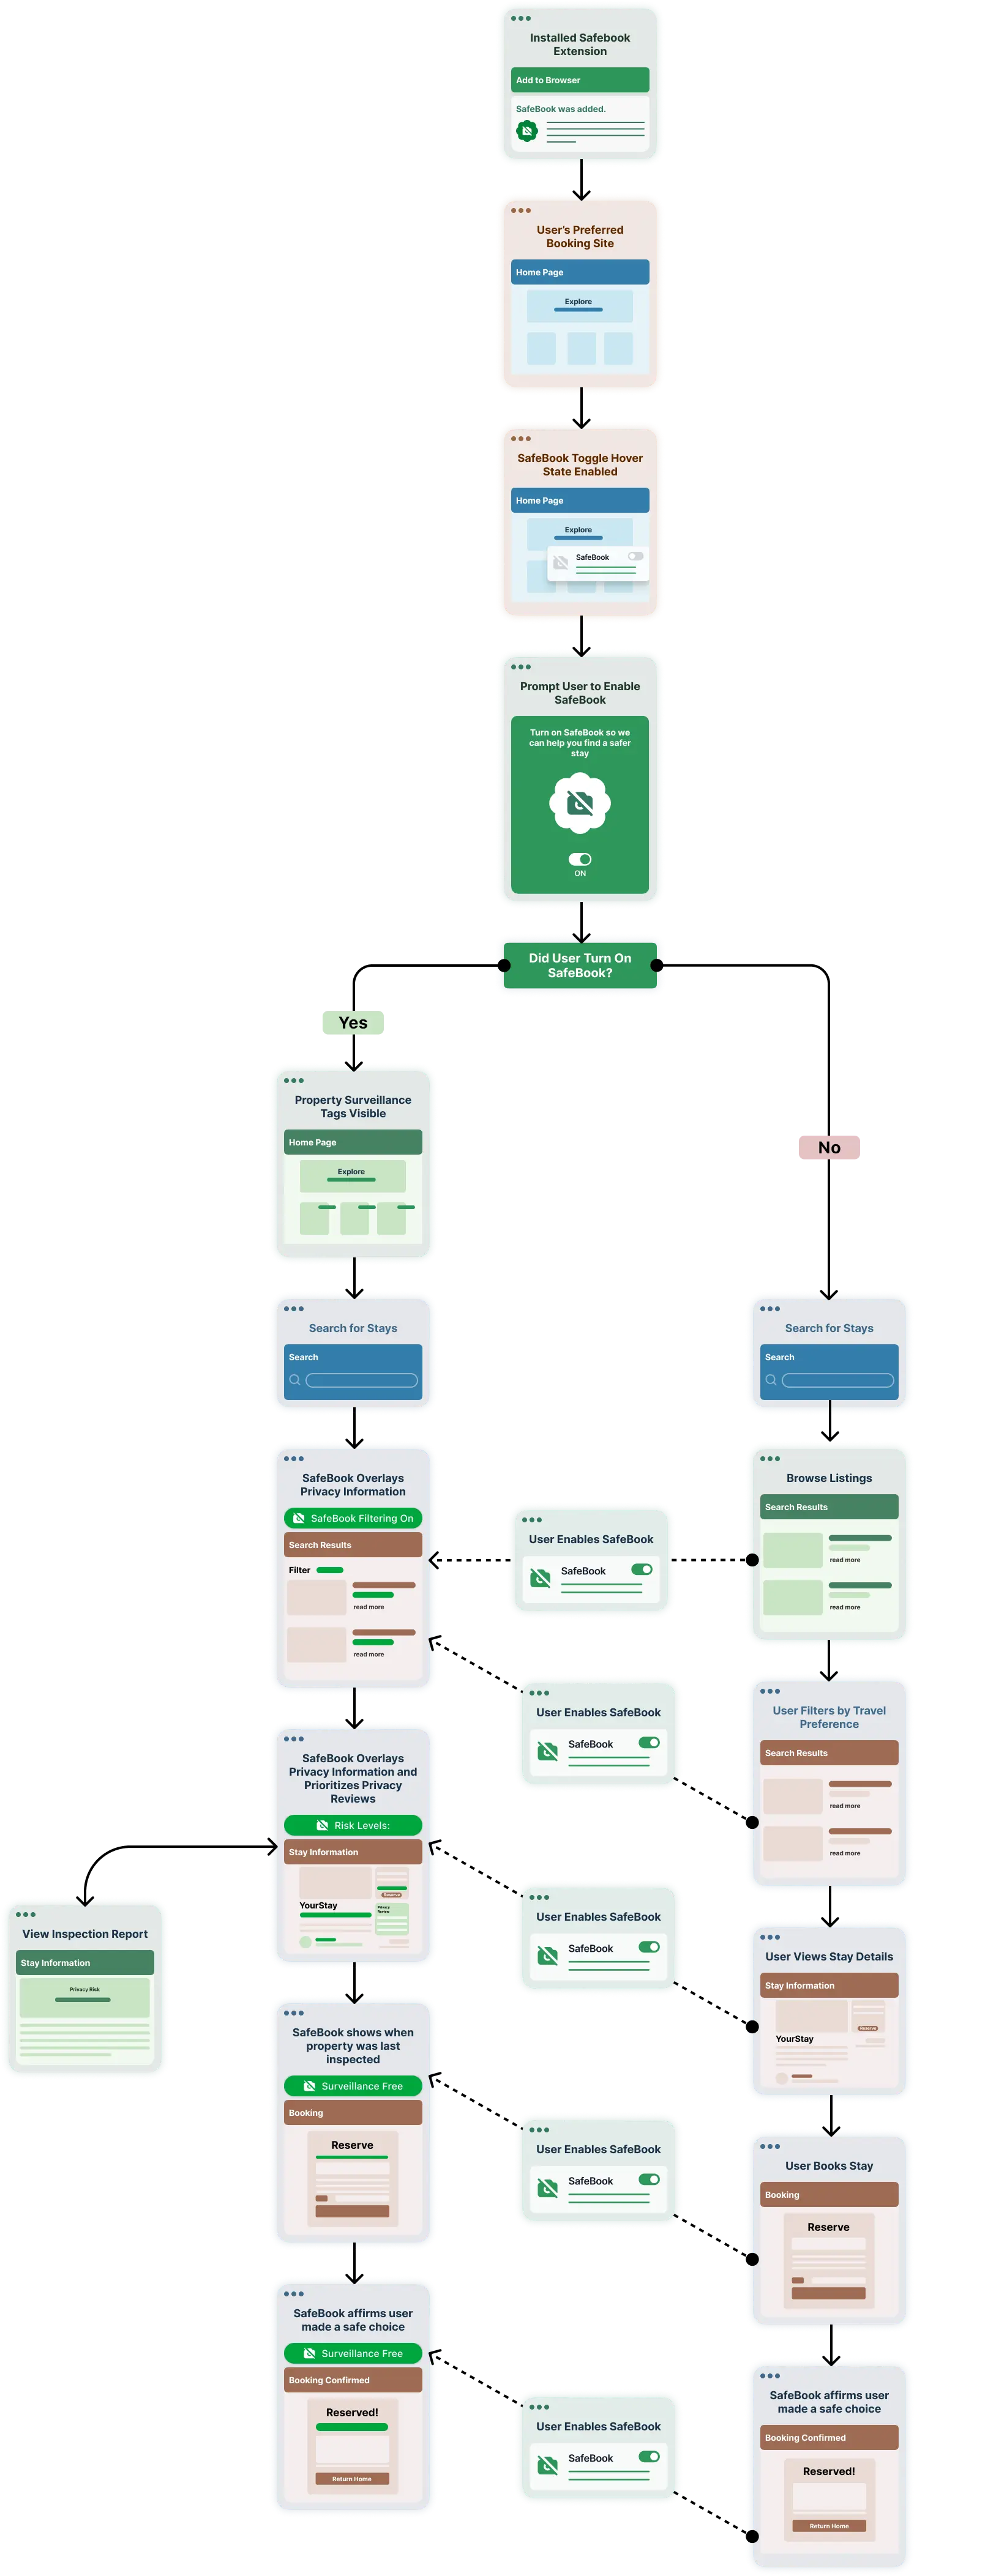 Installed Safebook
Extension
Add to Browser
SafeBook was added.
User's Preferred
Booking Site
Home Page
Explore
SafeBook Toggle Hover
State Enabled
Home Page
Explore
SafeBook
Prompt User to Enable
SafeBook
Turn on SafeBook so we
can help you find a safer
stay
ON
Did User Turn On
SafeBook?
Yes
No
Property Surveillance
Tags Visible
Home Page
Explore
Search for Stays
Search
Search for Stays
Search
SafeBook Overlays
Privacy Information
SafeBook Filtering On
Search Results
Filter
read more
read more
User Enables SafeBook
SafeBook
Browse Listings
Search Results
read more
read more
User Enables SafeBook
SafeBook
User Filters by Travel
Preference
Search Results
read more
read more
SafeBook Overlays
Privacy Information and
Prioritizes Privacy
Reviews
Risk Levels:
Stay Information
Reserve
YourStay
Privacy
Review
View Inspection Report
Stay Information
Privacy Risk
User Enables SafeBook
SafeBook
User Views Stay Details
Stay Information
Reserve
YourStay
SafeBook shows when
property was last
inspected
Surveillance Free
Booking
Reserve
User Enables SafeBook
SafeBook
User Books Stay
Booking
Reserve
SafeBook affirms user
made a safe choice
Surveillance Free
Booking Confirmed
Reserved!
Return Home
User Enables SafeBook
SafeBook
SafeBook affirms user
made a safe choice
Booking Confirmed
Reserved!
Return Home